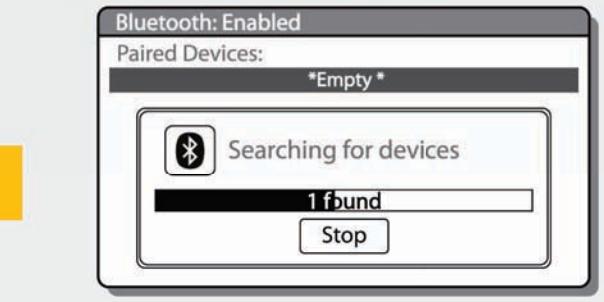 Bluetooth: Enabled
Paired Devices:
*Empty *
Searching for devices
1 found
Stop